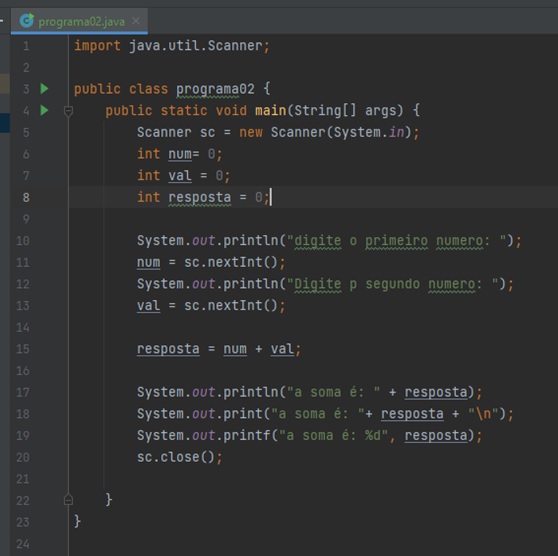 programa02.java
1 import java.util.Scanner;
2
3 public class programa02 {
4 public static void main(String[] args) {
5 Scanner sc = new Scanner(System.in);
6 int num= 0;
7 int val = 0;
8 int resposta = 0;
9
10 System.out.println("digite o primeiro numero: ");
11 num = sc.nextInt();
12 System.out.println("Digite p segundo numero: ");
13 val = sc.nextInt();
14
15 resposta = num + val;
16
17 System.out.println("a soma é: " + resposta);
18 System.out.print("a soma é: "+ resposta + "\n");
19 System.out.printf("a soma é: %d", resposta);
20 sc.close();
21
22 }
23 }
24